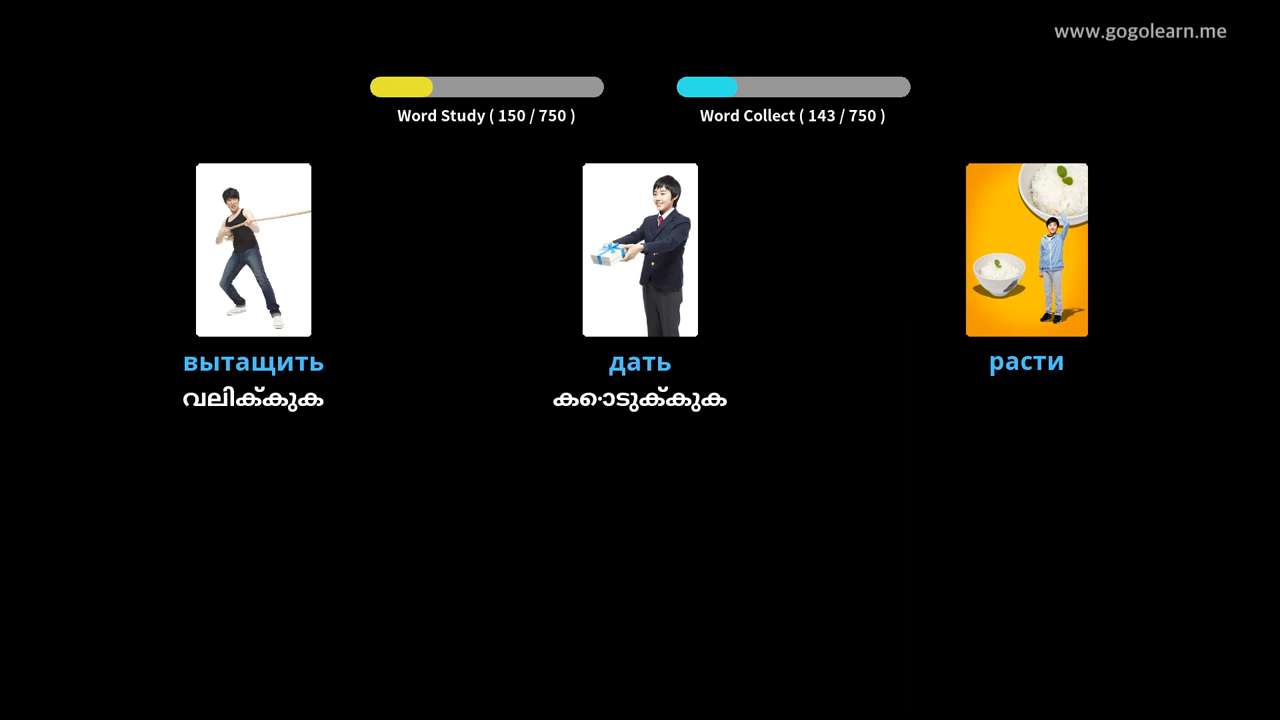 www.gogolearn.me
Word Study ( 150 / 750 )
Word Collect ( 143 / 750 )
вытащить
дать
расти
വലിക്കുക
കൊടുക്കുക